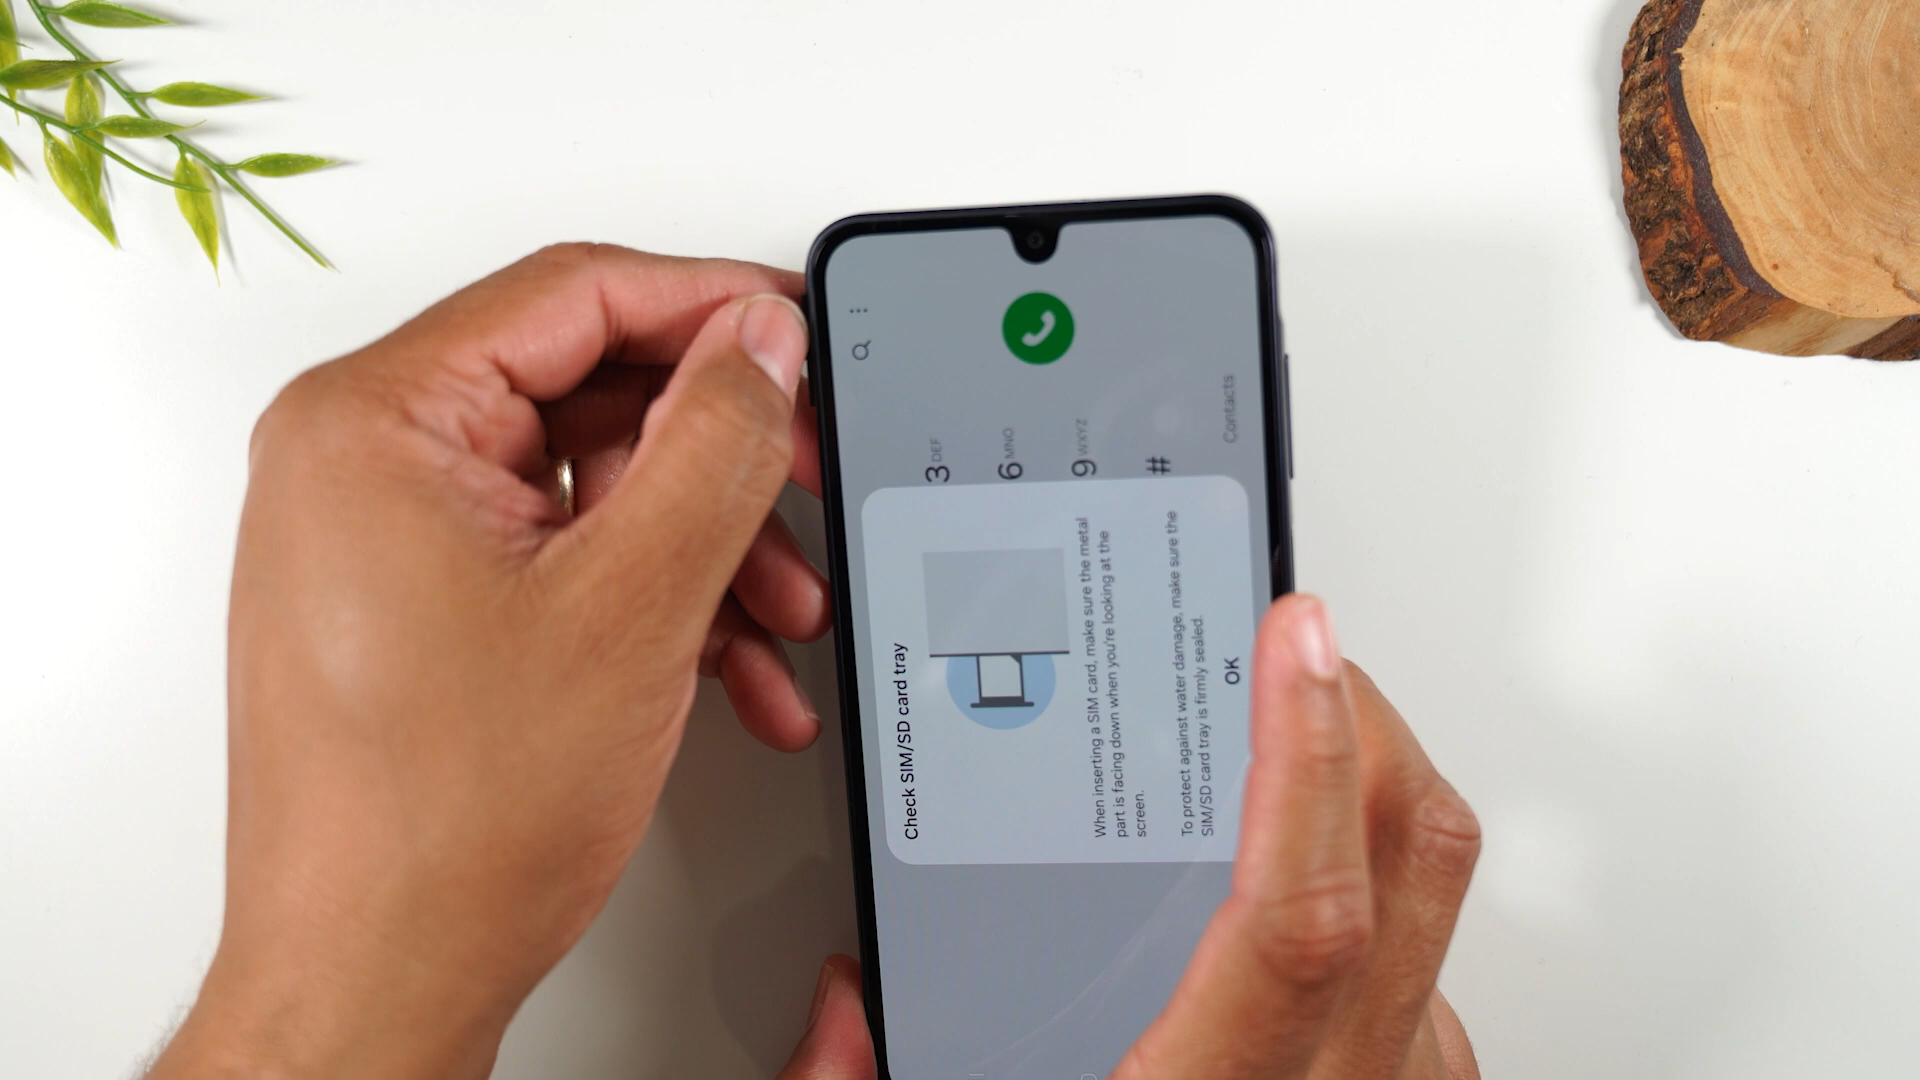 3 DEF
6 MNO
9 WXYZ
#
Contacts
Check SIM/SD card tray
When inserting a SIM card, make sure the metal
part is facing down when you're looking at the
screen.
To protect against water damage, make sure the
SIM/SD card tray is firmly sealed.
OK